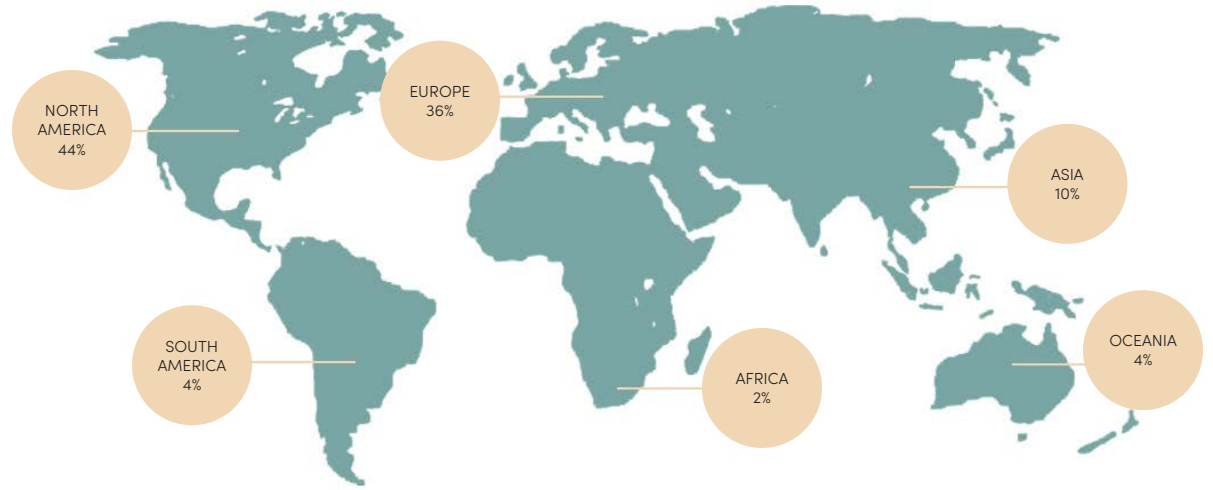 NORTH
AMERICA
44%
EUROPE
36%
ASIA
10%
SOUTH
AMERICA
4%
AFRICA
2%
OCEANIA
4%